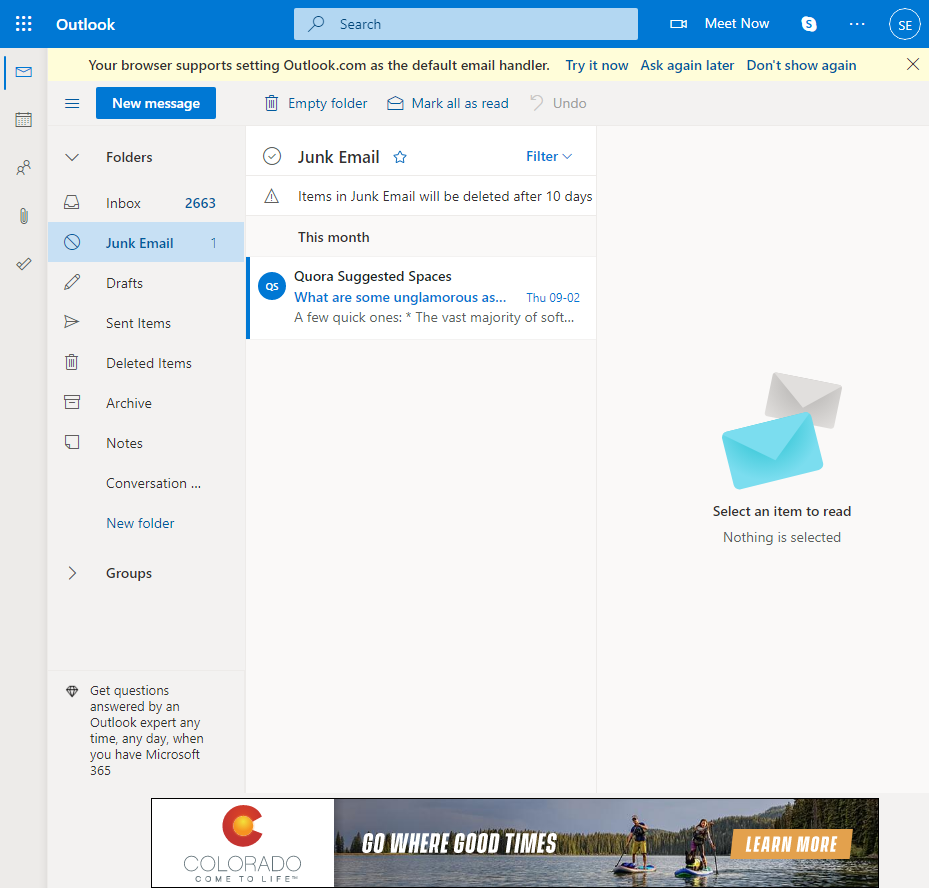 Outlook
Search
Meet Now
SE
Your browser supports setting Outlook.com as the default email handler. Try it now Ask again later Don't show again
New message
Empty folder
Mark all as read
Undo
Folders
Inbox 2663
Junk Email 1
Drafts
Sent Items
Deleted Items
Archive
Notes
Conversation ...
New folder
Groups
Get questions
answered by an
Outlook expert any
time, any day, when
you have Microsoft
365
Junk Email
Filter
Items in Junk Email will be deleted after 10 days
This month
QS
Quora Suggested Spaces
What are some unglamorous as... Thu 09-02
A few quick ones: * The vast majority of soft...
Select an item to read
Nothing is selected
COLORADO
COME TO LIFE™
GO WHERE GOOD TIMES
LEARN MORE